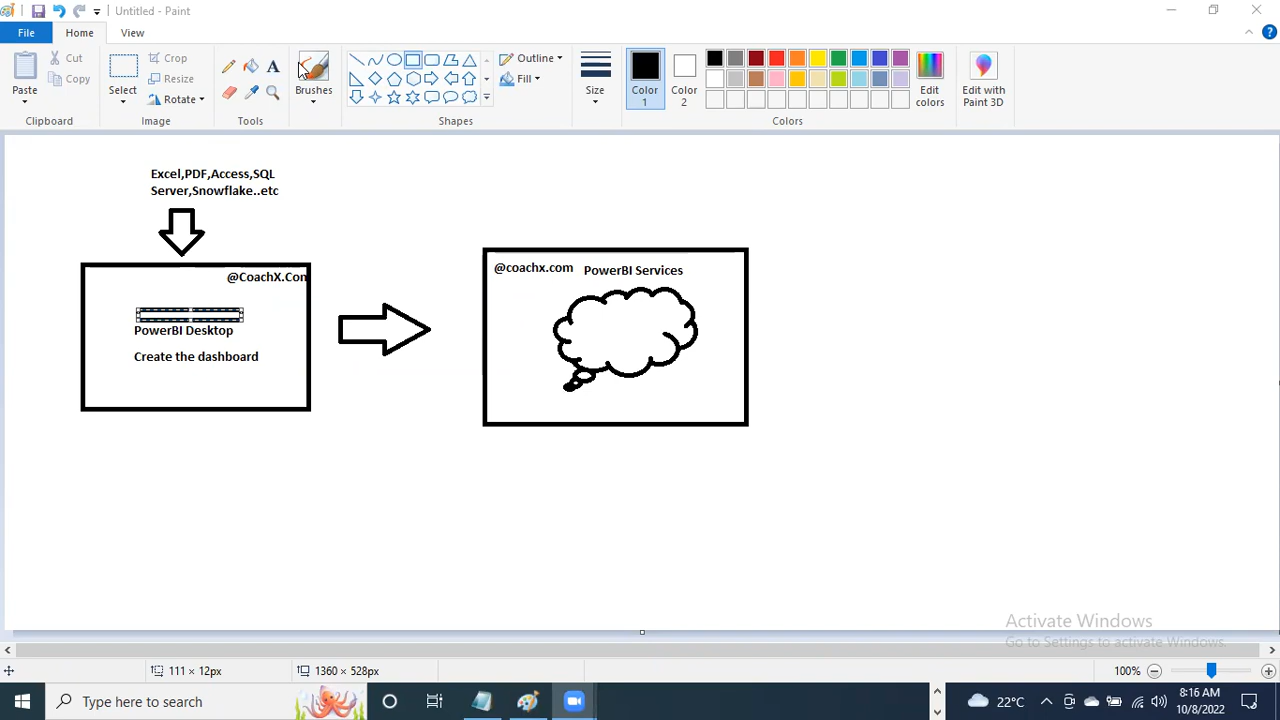 Untitled - Paint
File
Home
View
Paste
Cut
Copy
Clipboard
Select
Crop
Resize
Rotate
Image
Tools
Brushes
Shapes
Outline
Fill
Size
Color
1
Color
2
Edit
colors
Colors
Edit with
Paint 3D
Excel,PDF,Access,SQL
Server,Snowflake..etc
@CoachX.Com
PowerBI Desktop
Create the dashboard
@coachx.com
PowerBI Services
Activate Windows
Go to Settings to activate Windows.
111 × 12px
1360 × 528px
100%
Type here to search
22°C
8:16 AM
10/8/2022